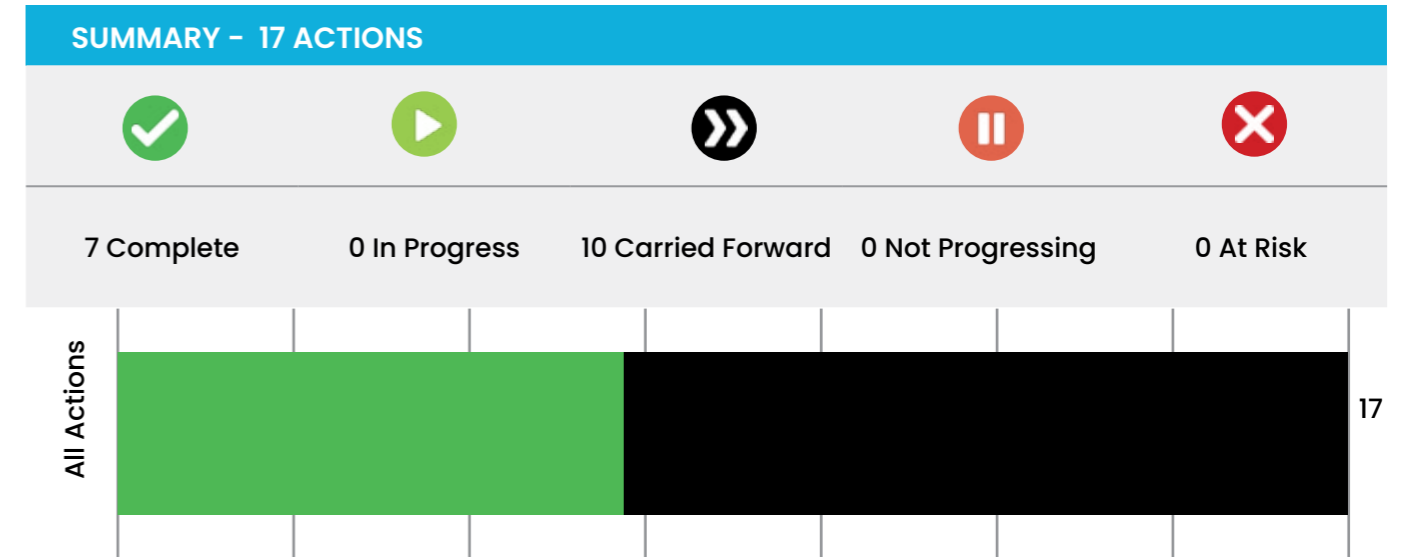 SUMMARY - 17 ACTIONS
7 Complete
0 In Progress
10 Carried Forward
0 Not Progressing
0 At Risk
All Actions
17